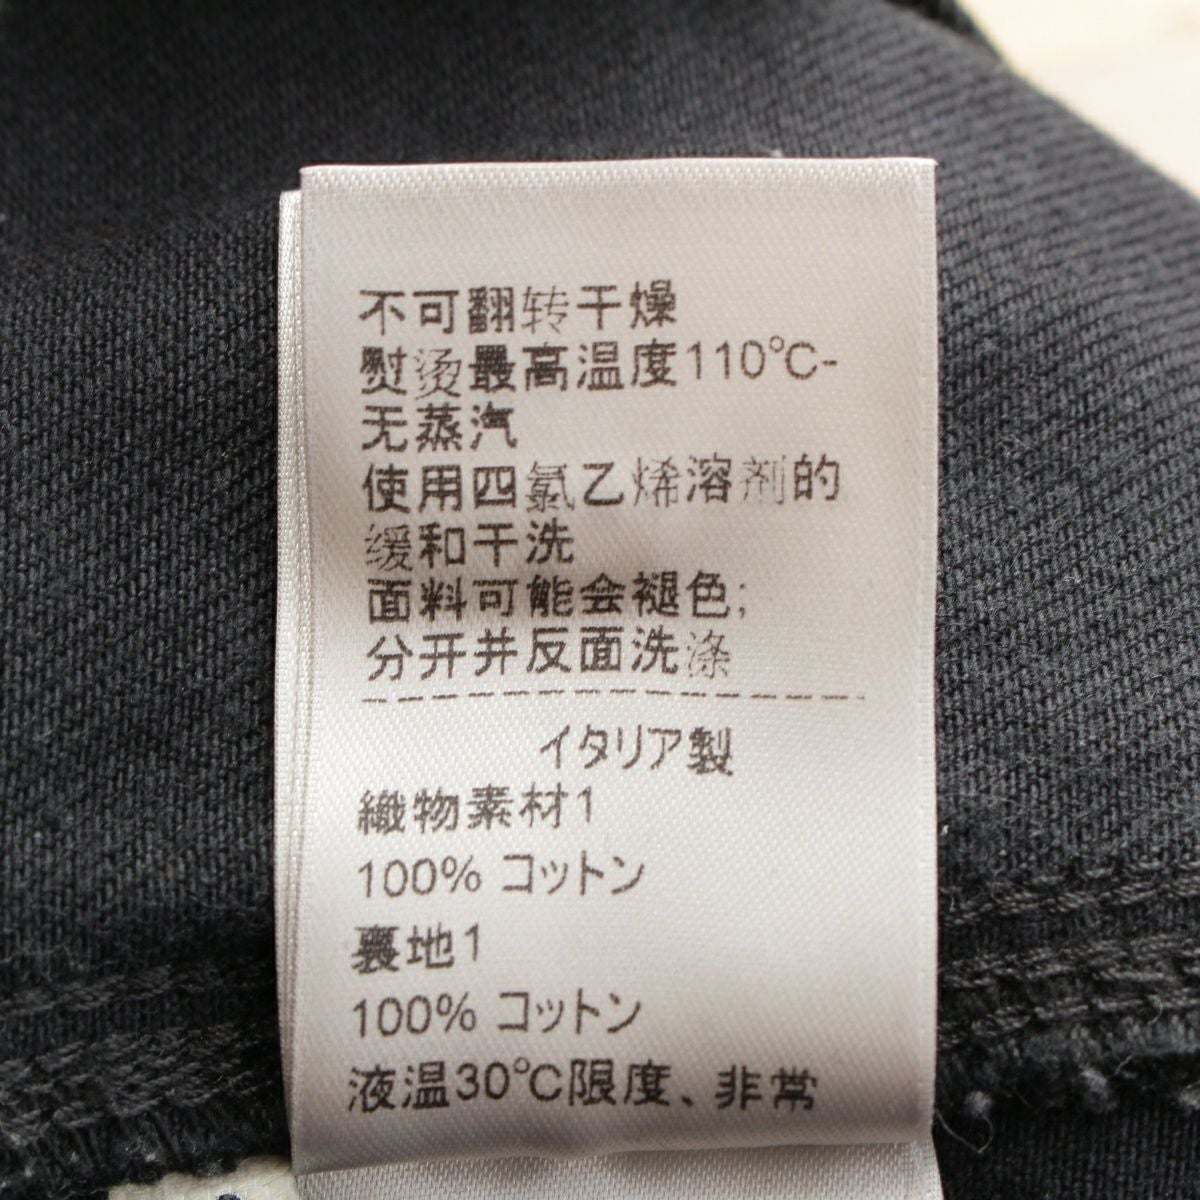 不可翻转干燥
熨烫最高温度110°C-
无蒸汽
使用四氯乙烯溶剂的
缓和干洗
面料可能会褪色;
分开并反面洗涤
イタリア製
織物素材1
100% コットン
裏地1
100% コットン
液温30°C限度、非常